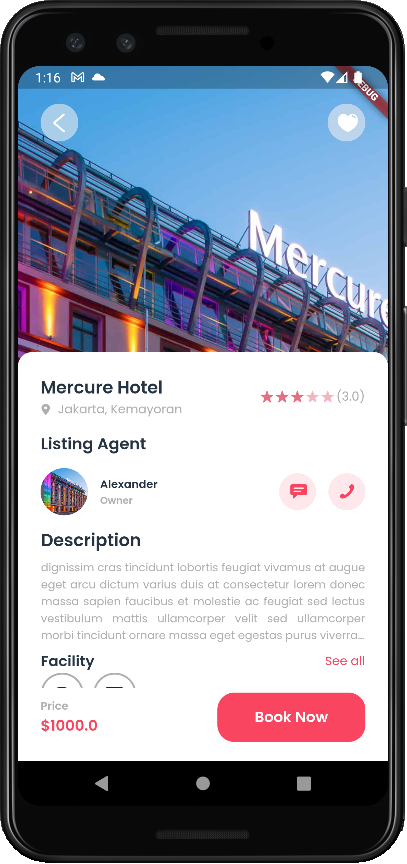 1:16
DEBUG
Mercure
Mercure Hotel
Jakarta, Kemayoran
(3.0)
Listing Agent
Alexander
Owner
Description
dignissim cras tincidunt lobortis feugiat vivamus at augue
eget arcu dictum varius duis at consectetur lorem donec
massa sapien faucibus et molestie ac feugiat sed lectus
vestibulum mattis ullamcorper velit sed ullamcorper
morbi tincidunt ornare massa eget egestas purus viverra...
Facility
See all
Price
$1000.0
Book Now